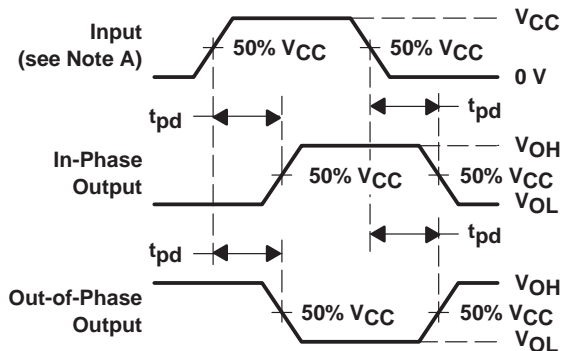 Input
(see Note A)
50% VCC
50% VCC
VCC
0 V
tpd
tpd
In-Phase
Output
50% VCC
VOH
50% VCC
VOL
tpd
tpd
Out-of-Phase
Output
50% VCC
VOH
50% VCC
VOL